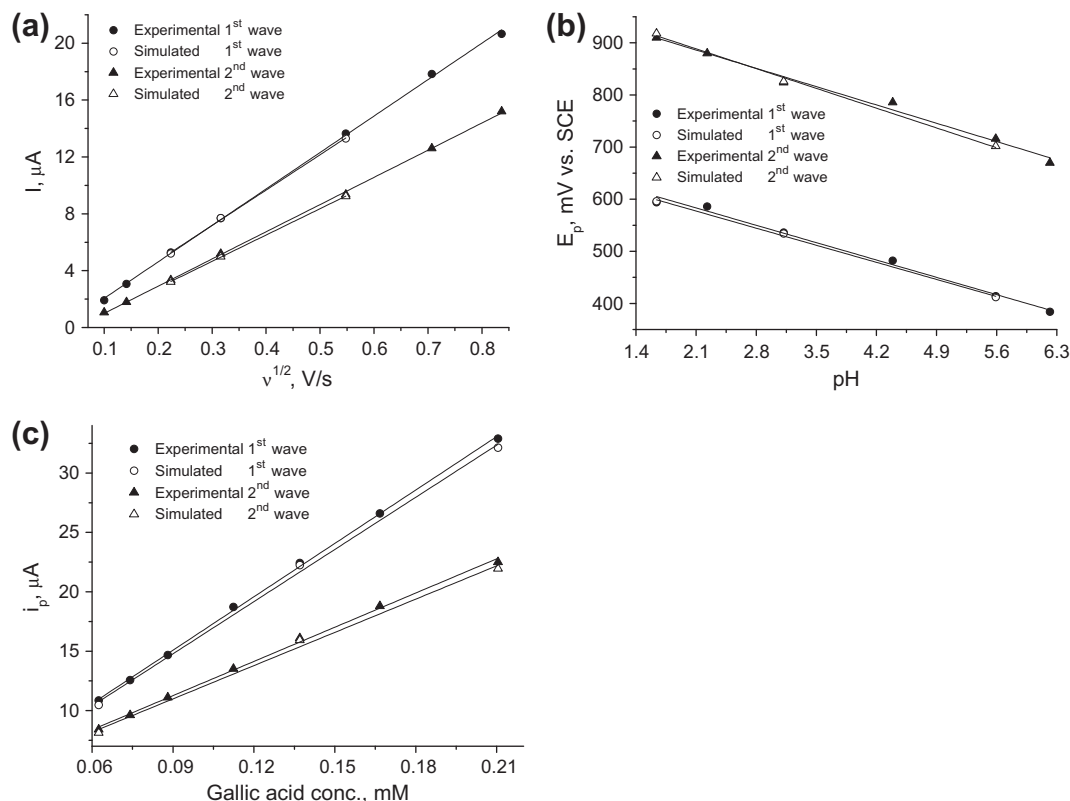 (a)
Experimental 1st wave
Simulated 1st wave
Experimental 2nd wave
Simulated 2nd wave
I, μA
20
16
12
8
4
0
0.1 0.2 0.3 0.4 0.5 0.6 0.7 0.8
ν1/2, V/s
(b)
Experimental 1st wave
Simulated 1st wave
Experimental 2nd wave
Simulated 2nd wave
Ep, mV vs. SCE
900
800
700
600
500
400
1.4 2.1 2.8 3.5 4.2 4.9 5.6 6.3
pH
(c)
Experimental 1st wave
Simulated 1st wave
Experimental 2nd wave
Simulated 2nd wave
ip, μA
30
25
20
15
10
0.06 0.09 0.12 0.15 0.18 0.21
Gallic acid conc., mM